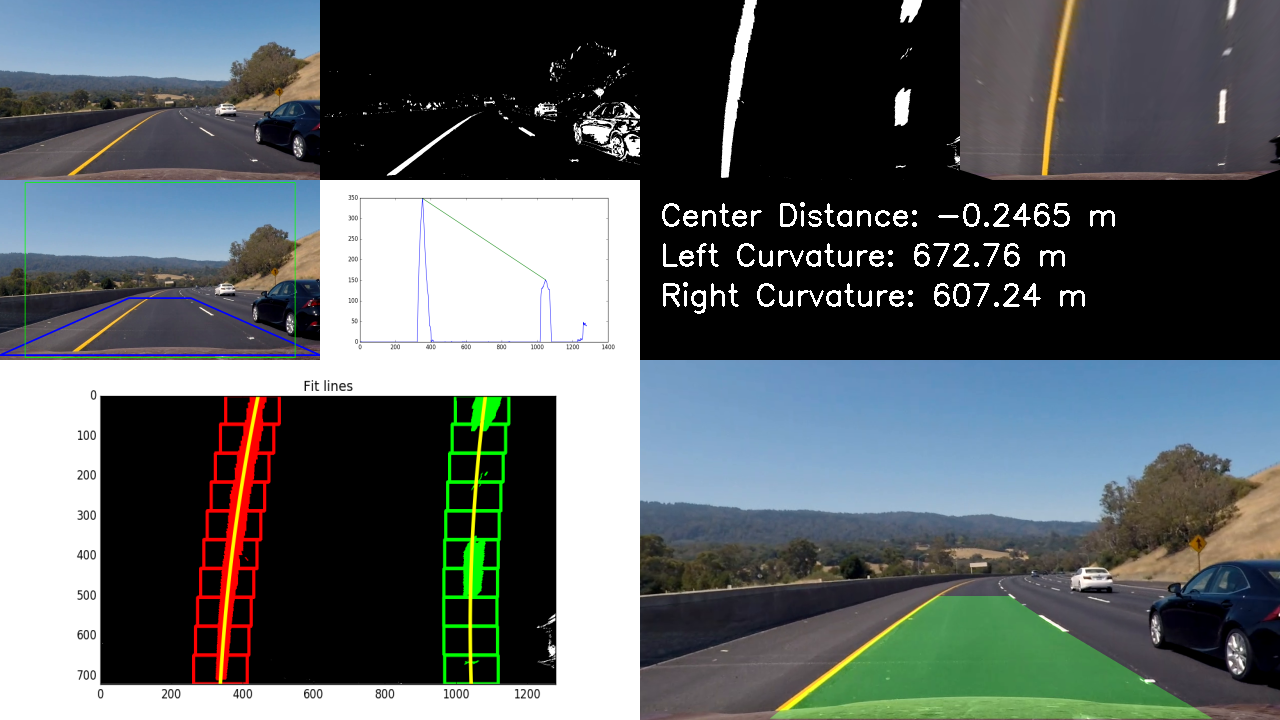 350
300
250
200
150
100
50
0
0 200 400 600 800 1000 1200 1400
Center Distance: −0.2465 m
Left Curvature: 672.76 m
Right Curvature: 607.24 m
Fit lines
0
100
200
300
400
500
600
700
0 200 400 600 800 1000 1200